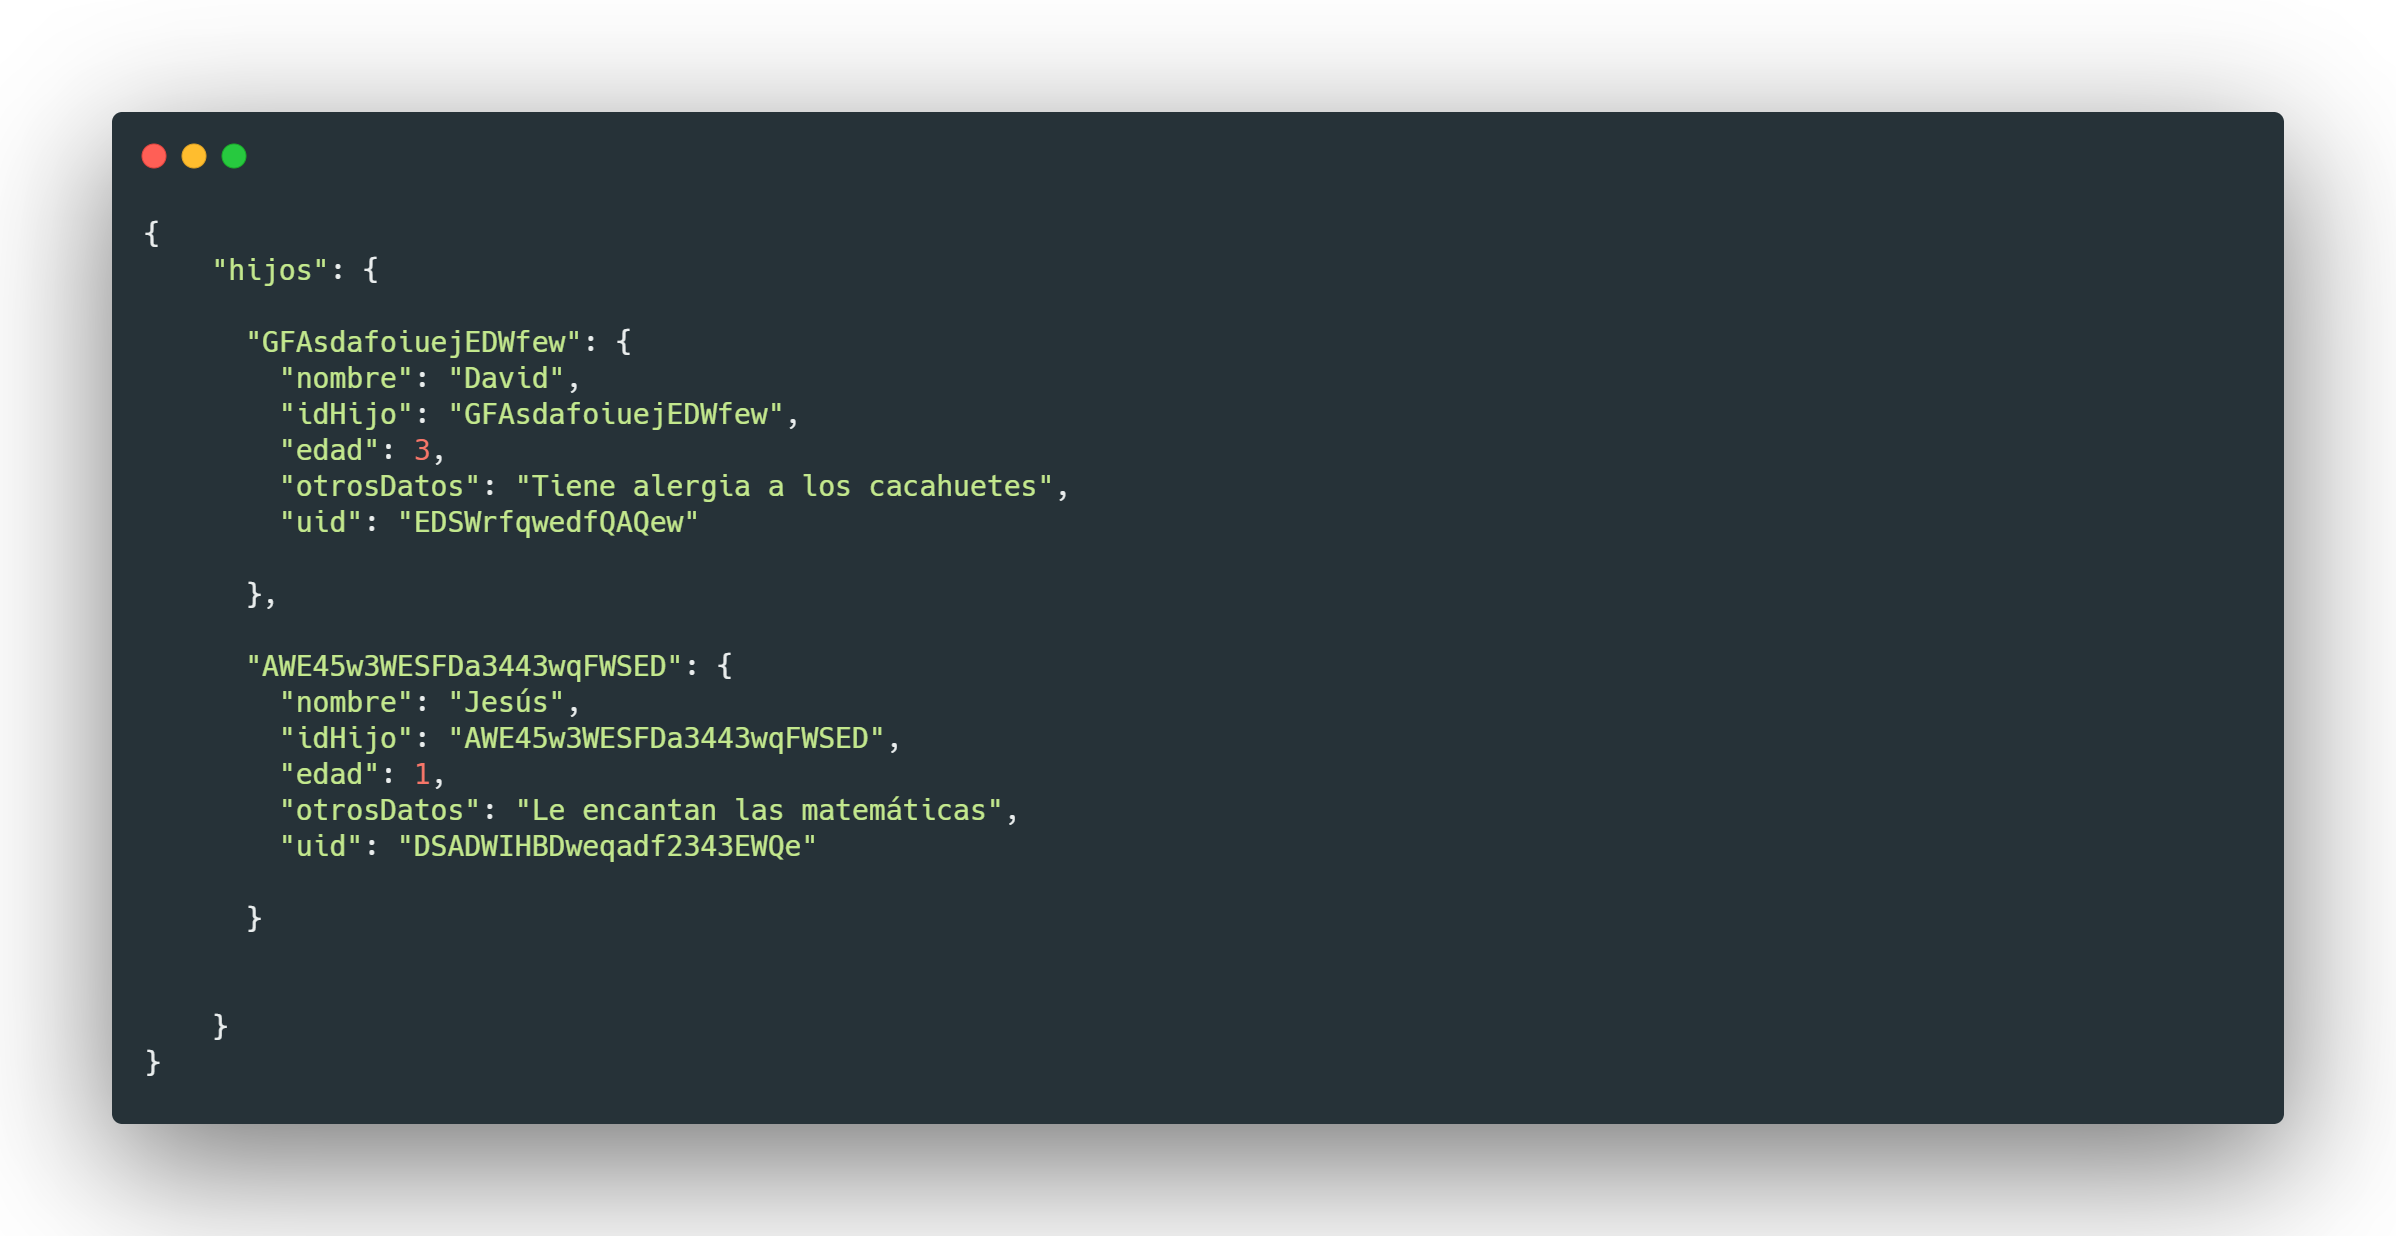 {
    "hijos": {
      "GFAsdafoiuejEDWfew": {
        "nombre": "David",
        "idHijo": "GFAsdafoiuejEDWfew",
        "edad": 3,
        "otrosDatos": "Tiene alergia a los cacahuetes",
        "uid": "EDSWrfqwedfQAQew"
      },
      "AWE45w3WESFDa3443wqFWSED": {
        "nombre": "Jesús",
        "idHijo": "AWE45w3WESFDa3443wqFWSED",
        "edad": 1,
        "otrosDatos": "Le encantan las matemáticas",
        "uid": "DSADWIHBDweqadf2343EWQe"
      }
    }
}